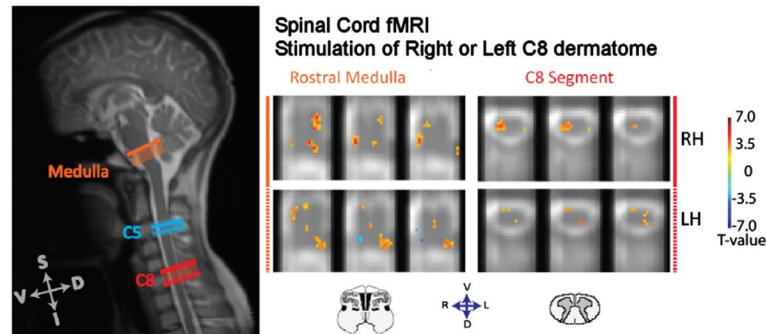 Spinal Cord fMRI
Stimulation of Right or Left C8 dermatome
Rostral Medulla
C8 Segment
Medulla
C5
C8
S
V
D
I
RH
LH
7.0
3.5
0
-3.5
-7.0
T-value
V
R
L
D